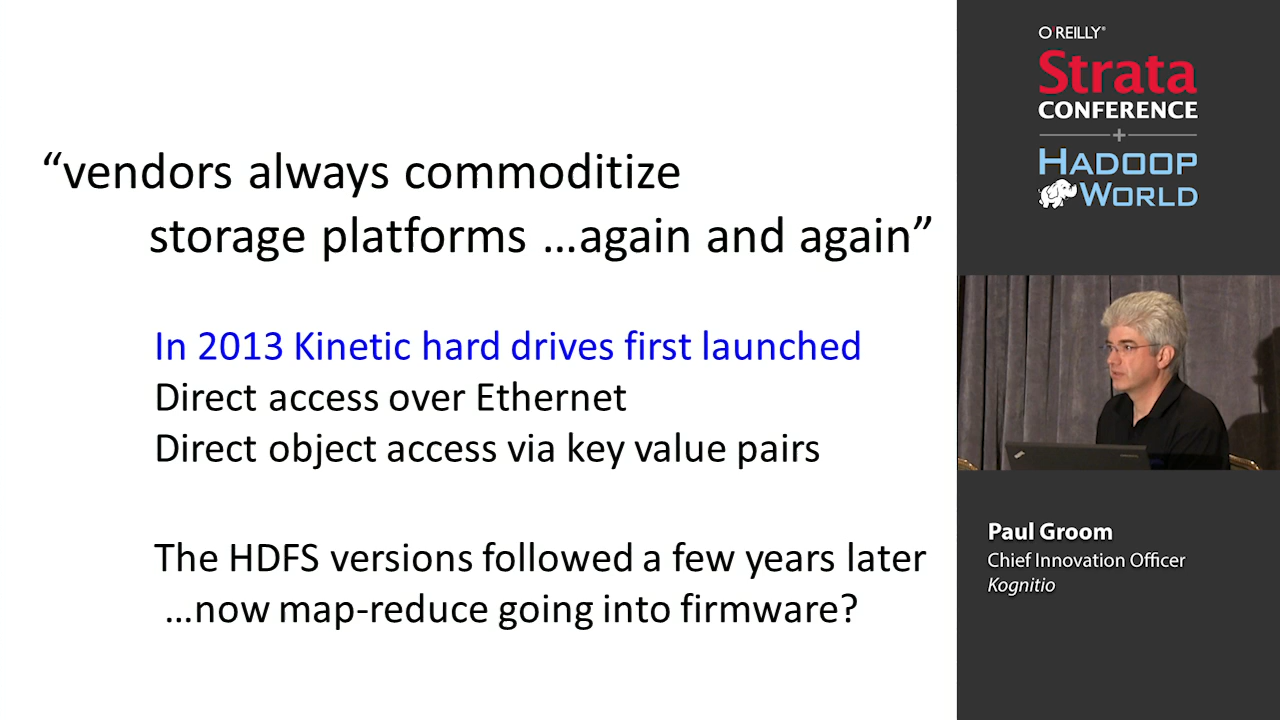 “vendors always commoditize
storage platforms …again and again”
In 2013 Kinetic hard drives first launched
Direct access over Ethernet
Direct object access via key value pairs
The HDFS versions followed a few years later
…now map-reduce going into firmware?
O'REILLY®
Strata
CONFERENCE
+
HADOOP
WORLD
Paul Groom
Chief Innovation Officer
Kognitio